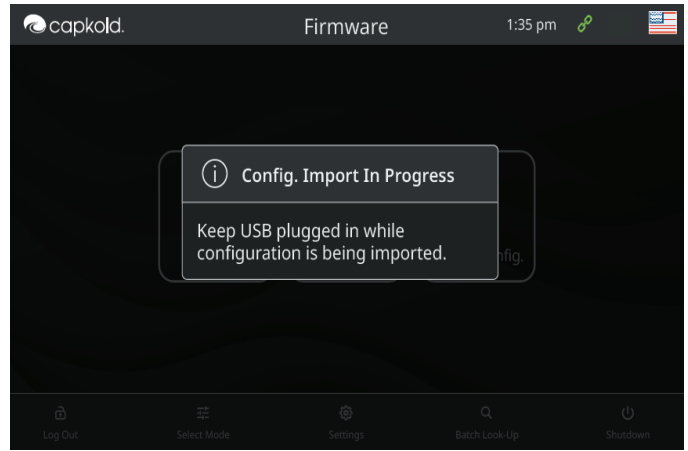 capkold.
Firmware
1:35 pm
Config. Import In Progress
Keep USB plugged in while
configuration is being imported.
nfig.
Log Out
Select Mode
Settings
Batch Look-Up
Shutdown